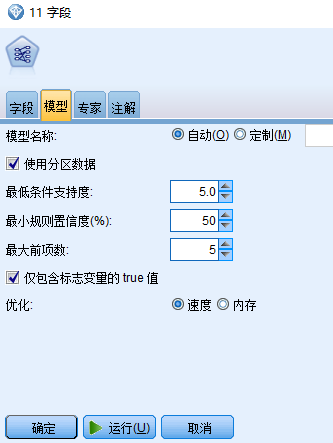 11 字段
字段 模型 专家 注解
模型名称: 自动(O) 定制(M)
使用分区数据
最低条件支持度: 5.0
最小规则置信度(%): 50
最大前项数: 5
仅包含标志变量的 true 值
优化: 速度 内存
确定 运行(U) 取消